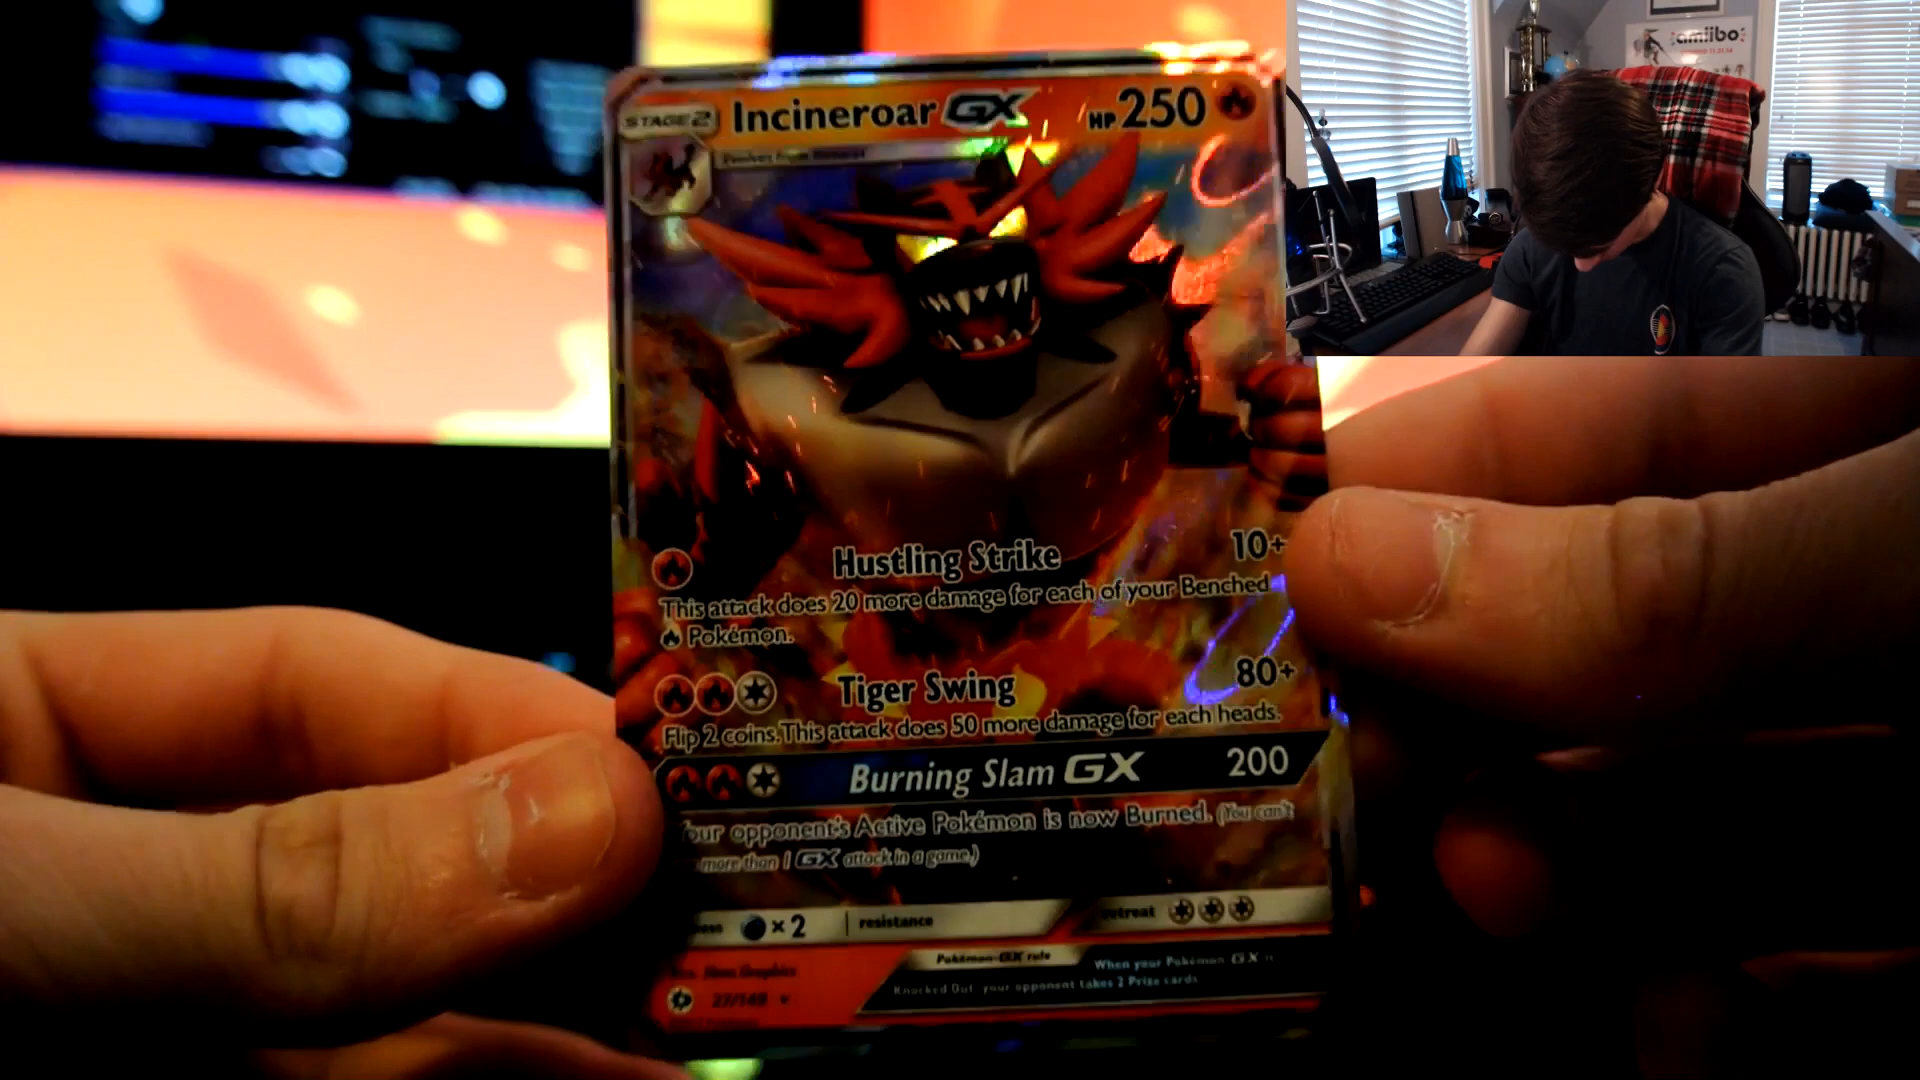 amiibo
STAGE 2 Incineroar GX HP 250
Hustling Strike 10+
This attack does 20 more damage for each of your Benched
Pokémon.
Tiger Swing 80+
Flip 2 coins. This attack does 50 more damage for each heads.
Burning Slam GX 200
our opponent's Active Pokémon is now Burned. (You can't
more than 1 GX attack in a game.)
×2 resistance retreat
Pokémon-GX rule When your Pokémon GX is
Knocked Out, your opponent takes 2 Prize cards
27/149